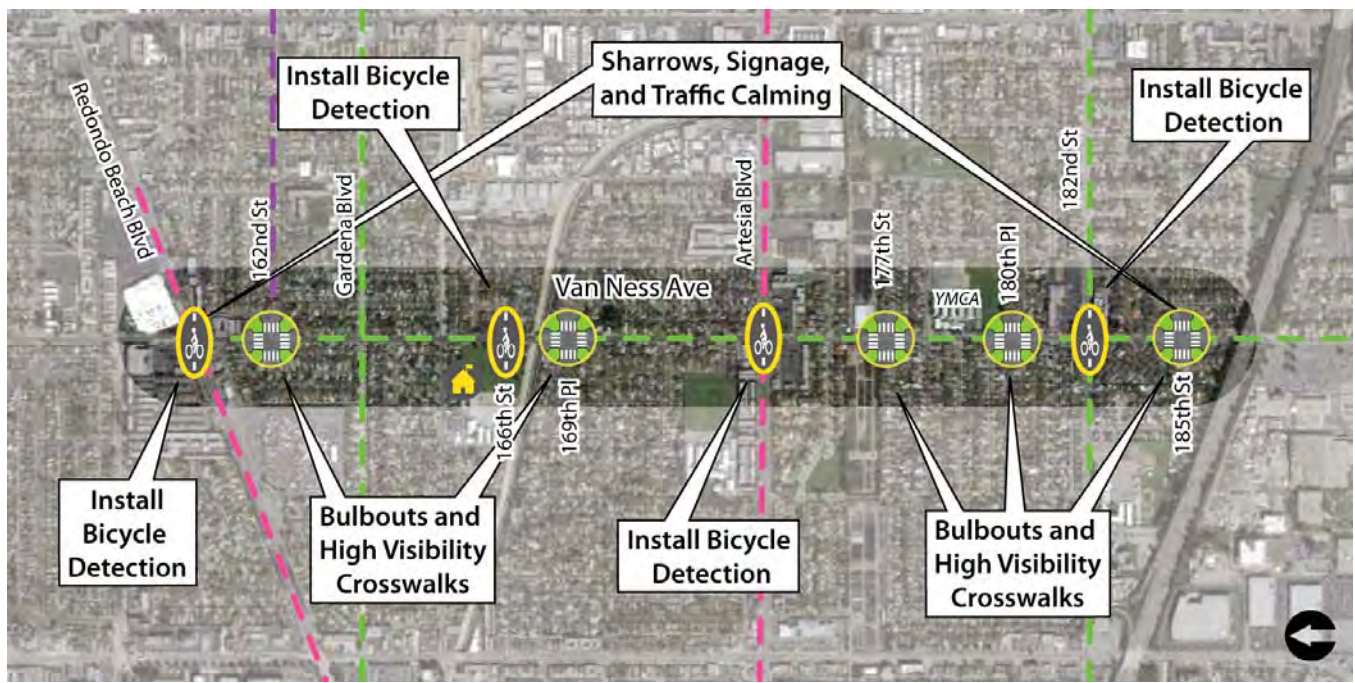 Install Bicycle
Detection
Sharrows, Signage,
and Traffic Calming
Install Bicycle
Detection
Redondo Beach Blvd
162nd St
Gardena Blvd
Artesia Blvd
182nd St
Van Ness Ave
177th St
YMCA
180th Pl
166th St
169th Pl
185th St
Install
Bicycle
Detection
Bulbouts and
High Visibility
Crosswalks
Install Bicycle
Detection
Bulbouts and
High Visibility
Crosswalks